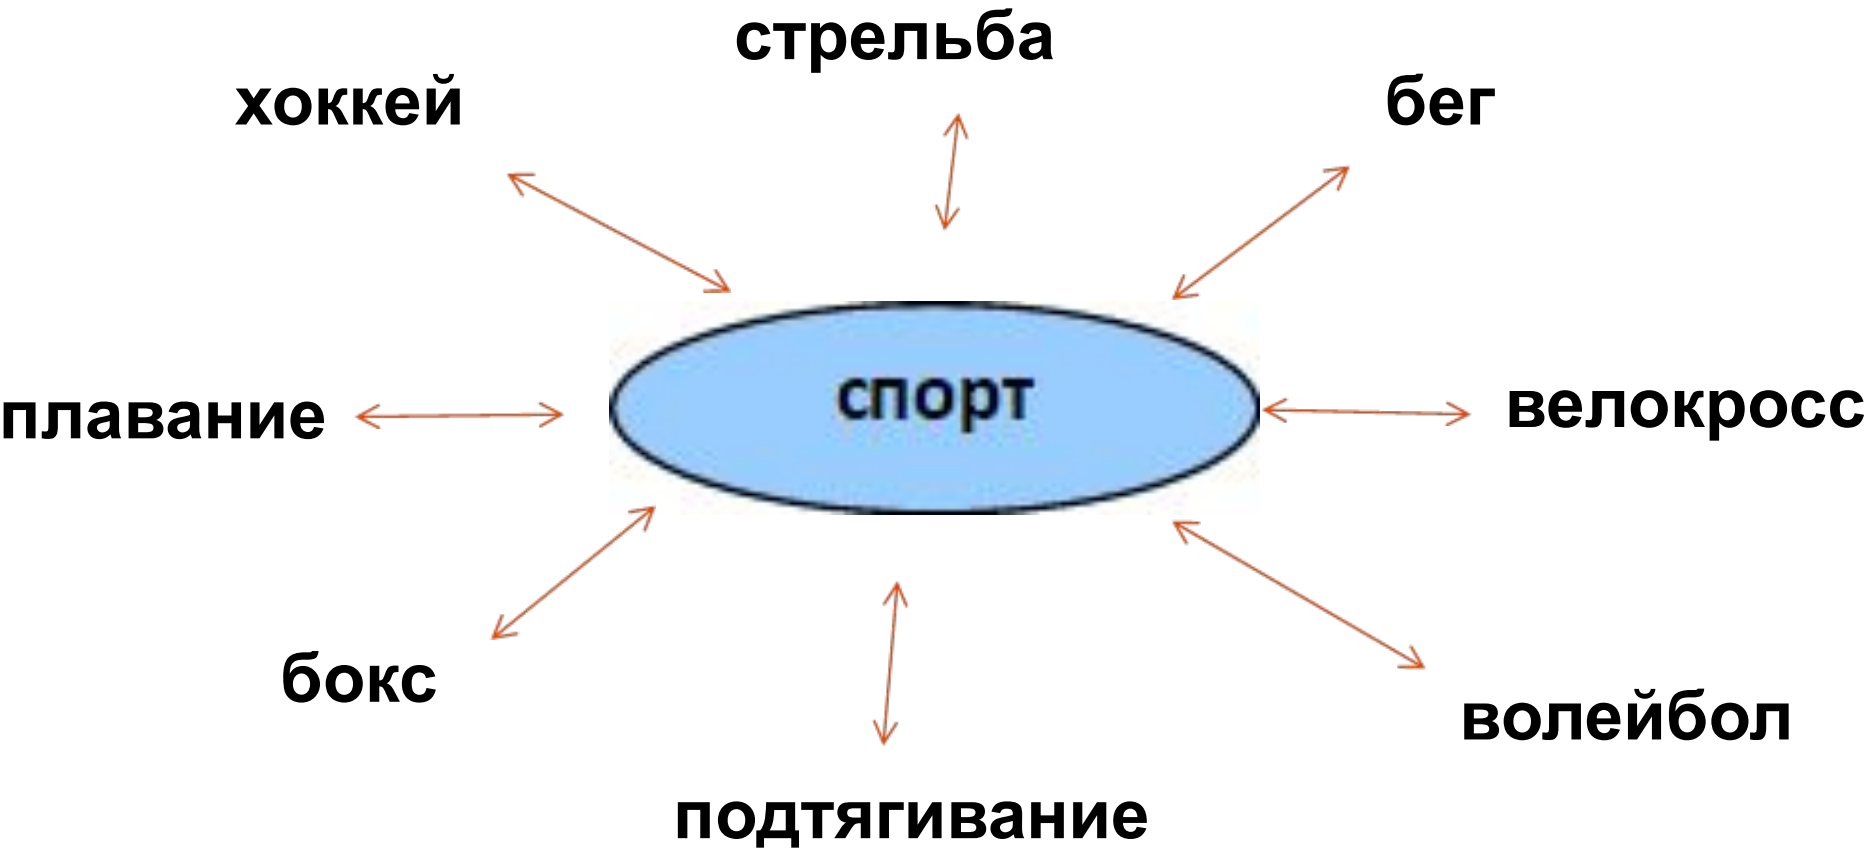 стрельба
хоккей
бег
спорт
плавание
велокросс
бокс
волейбол
подтягивание